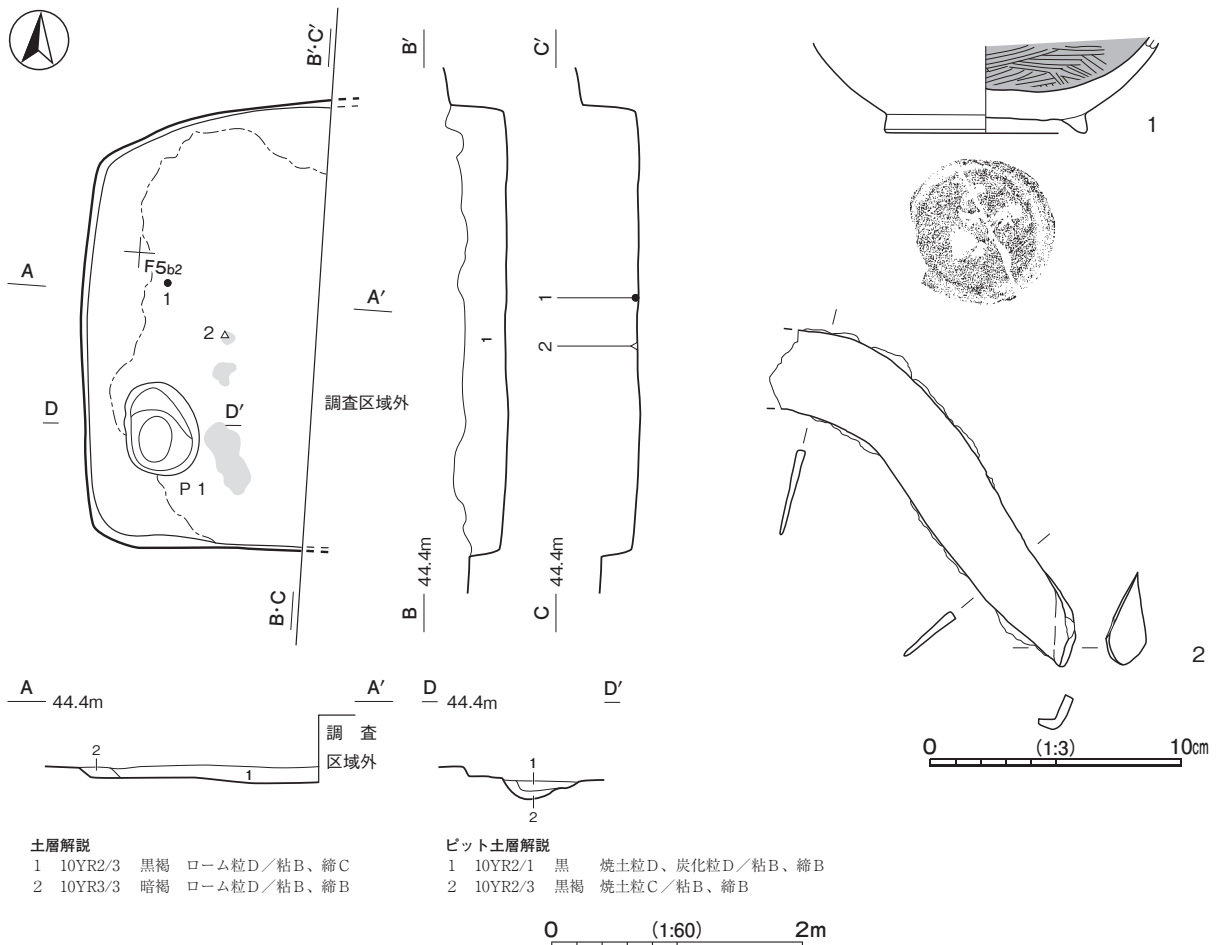 B′・C′
B′
C′
1
A
F5b2
1
A′
2
1
1
2
D
D′
調査区域外
P 1
B 44.4m
C 44.4m
B・C
2
A 44.4m
A′
D 44.4m
D′
調 査
区域外
2
1
1
2
0 (1:3) 10cm
土層解説
1 10YR2/3 黒褐 ローム粒D／粘B、締C
2 10YR3/3 暗褐 ローム粒D／粘B、締B
ピット土層解説
1 10YR2/1 黒 焼土粒D、炭化粒D／粘B、締B
2 10YR2/3 黒褐 焼土粒C／粘B、締B
0 (1:60) 2m